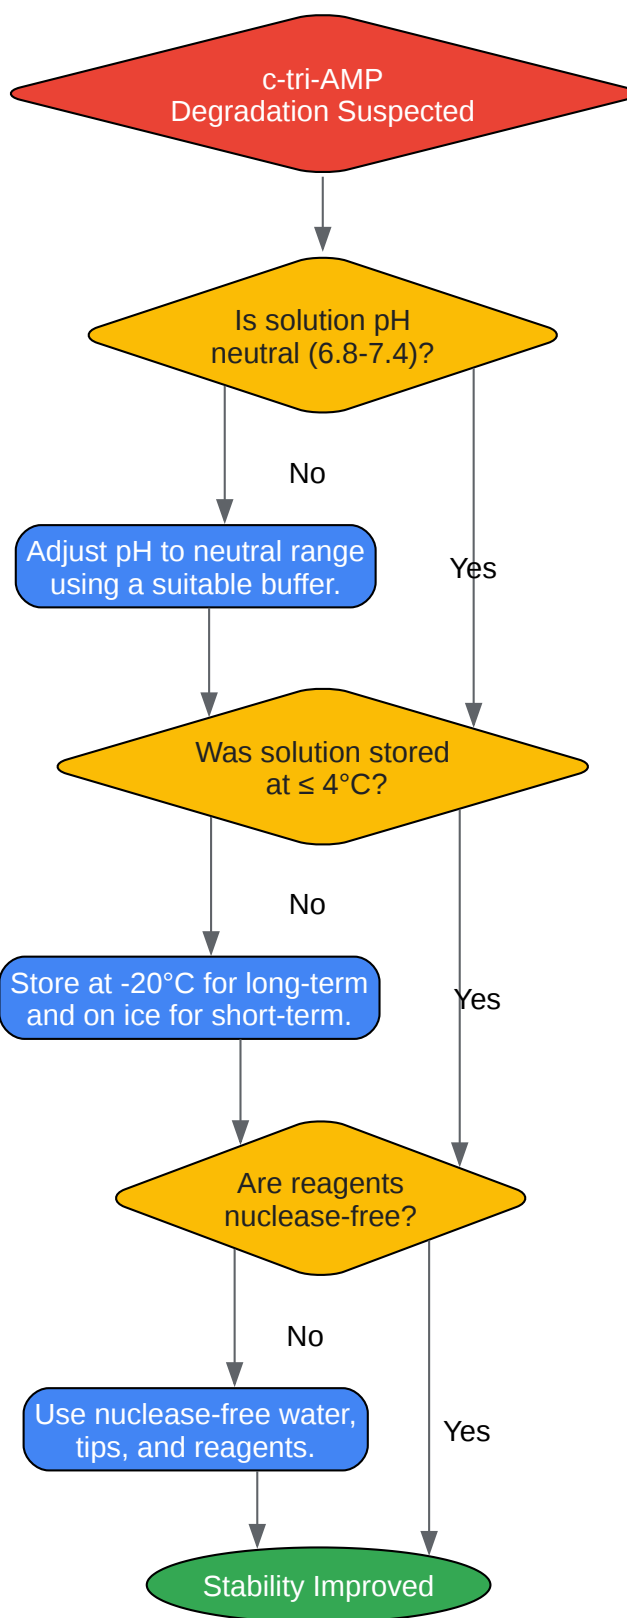 c-tri-AMP
Degradation Suspected
Is solution pH
neutral (6.8-7.4)?
No
Adjust pH to neutral range
using a suitable buffer.
Yes
Was solution stored
at ≤ 4°C?
No
Store at -20°C for long-term
and on ice for short-term.
Yes
Are reagents
nuclease-free?
No
Use nuclease-free water,
tips, and reagents.
Yes
Stability Improved